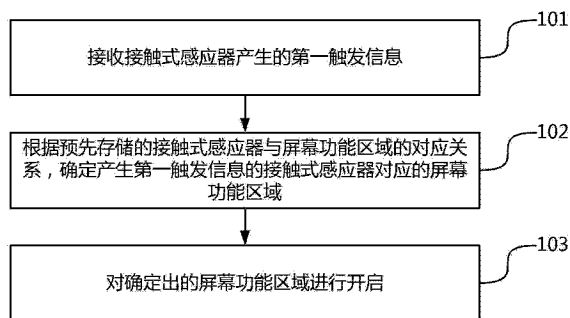 101
接收接触式感应器产生的第一触发信息
102
根据预先存储的接触式感应器与屏幕功能区域的对应关
系，确定产生第一触发信息的接触式感应器对应的屏幕
功能区域
103
对确定出的屏幕功能区域进行开启